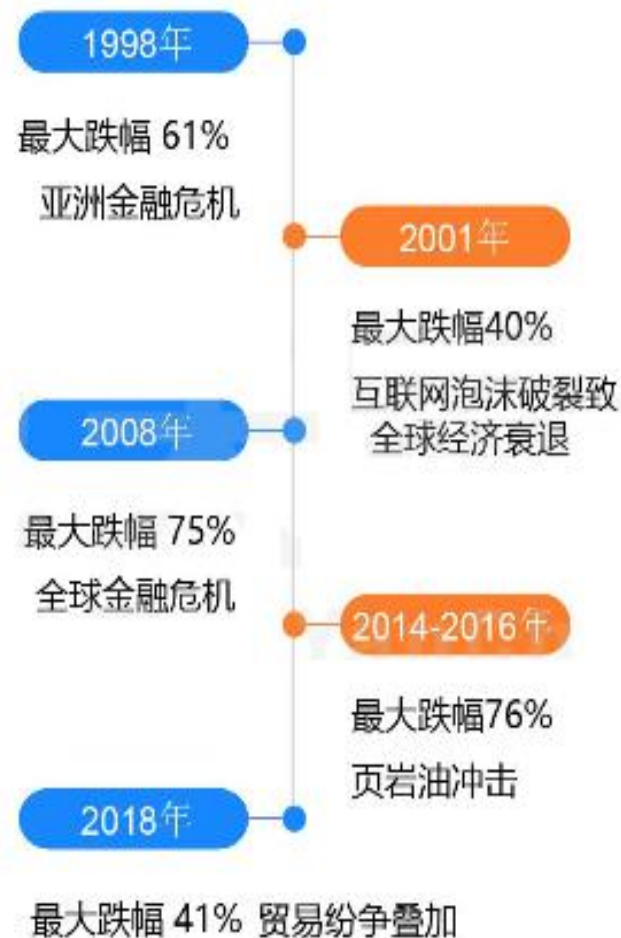 1998年
最大跌幅 61%
亚洲金融危机
2001年
最大跌幅40%
互联网泡沫破裂致
全球经济衰退
2008年
最大跌幅 75%
全球金融危机
2014-2016年
最大跌幅76%
页岩油冲击
2018年
最大跌幅 41% 贸易纷争叠加